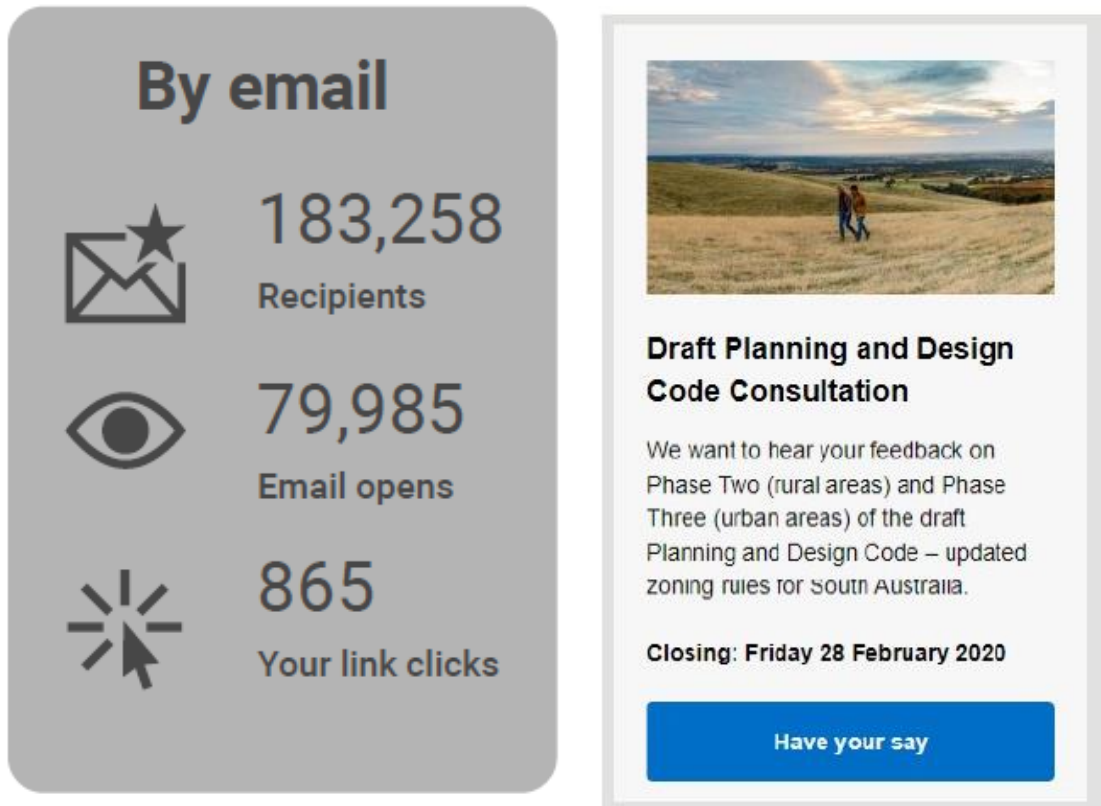 By email
183,258
Recipients
79,985
Email opens
865
Your link clicks
Draft Planning and Design
Code Consultation
We want to hear your feedback on
Phase Two (rural areas) and Phase
Three (urban areas) of the draft
Planning and Design Code – updated
zoning rules for South Australia.
Closing: Friday 28 February 2020
Have your say